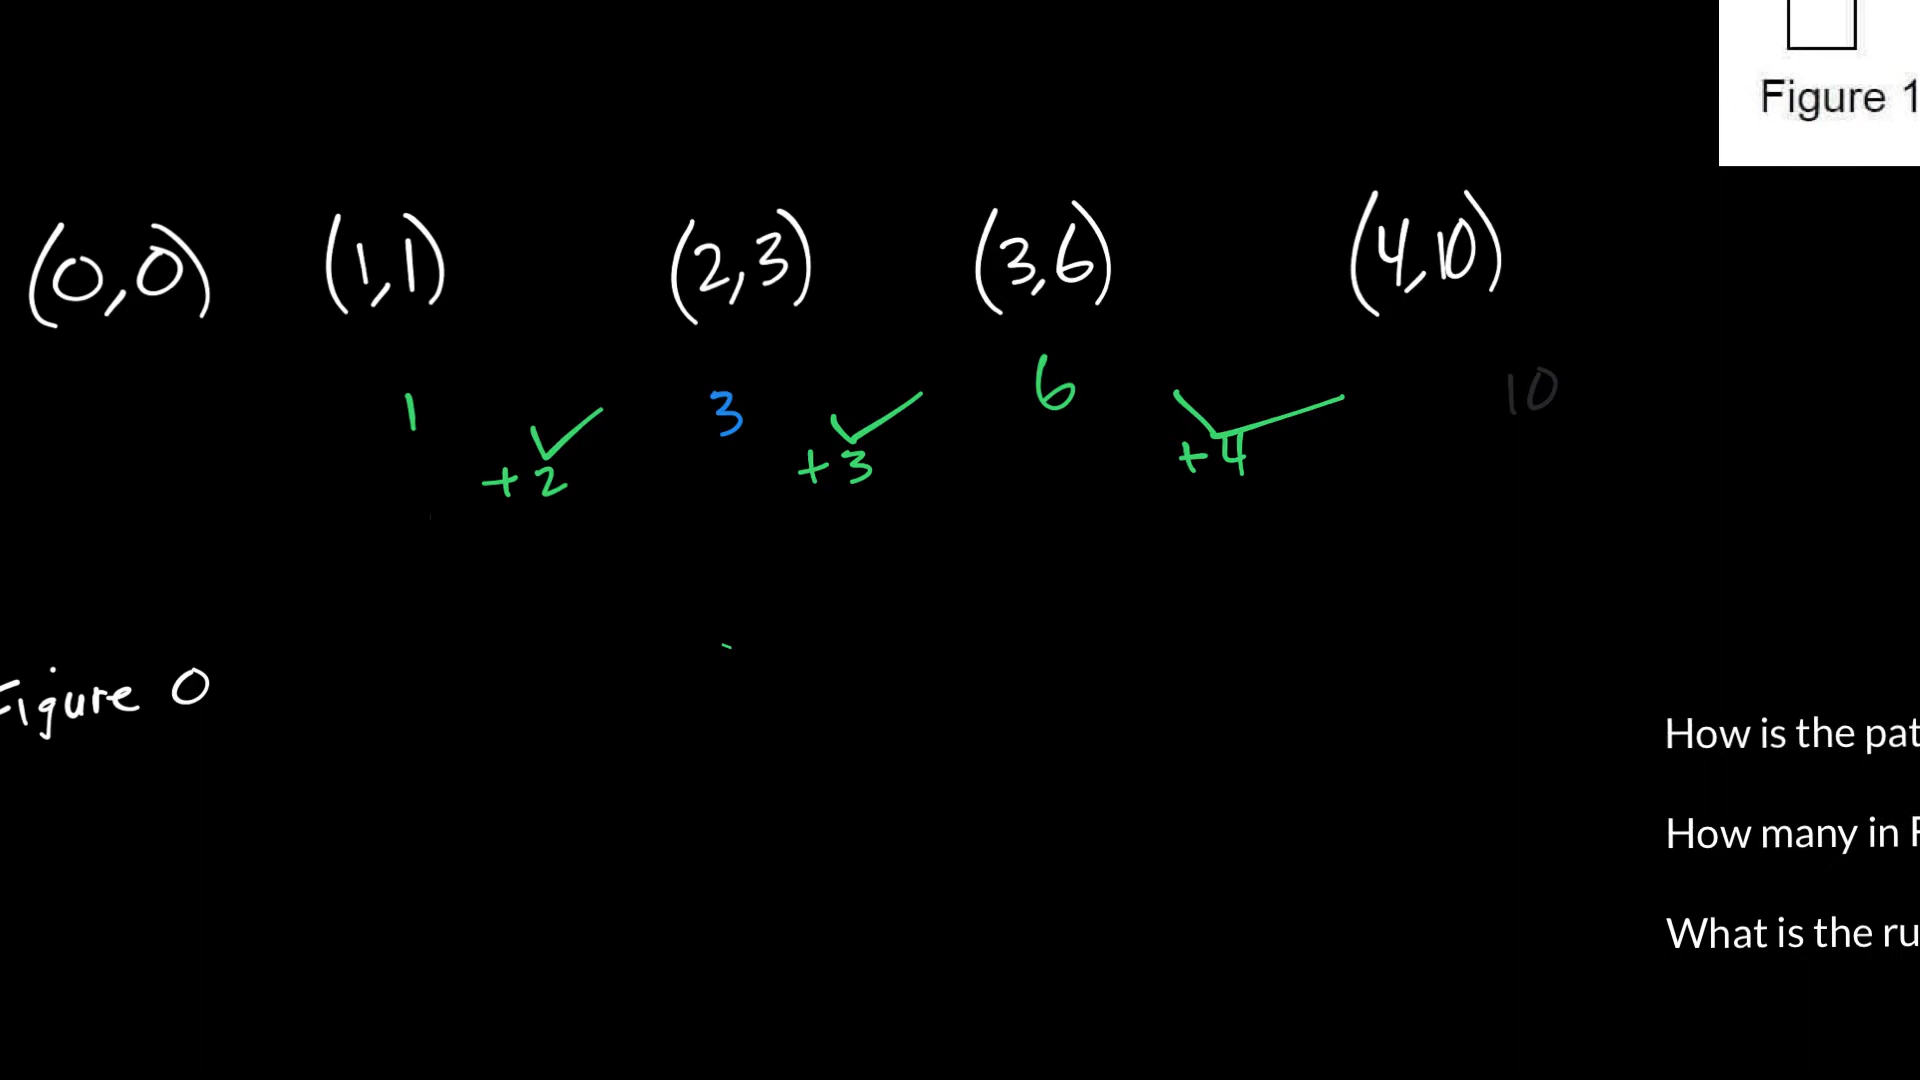 Figure 1
(0,0) (1,1) (2,3) (3,6) (4,10)
1 3 6 10
+2 +3 +4
Figure 0
How is the pat
How many in F
What is the ru